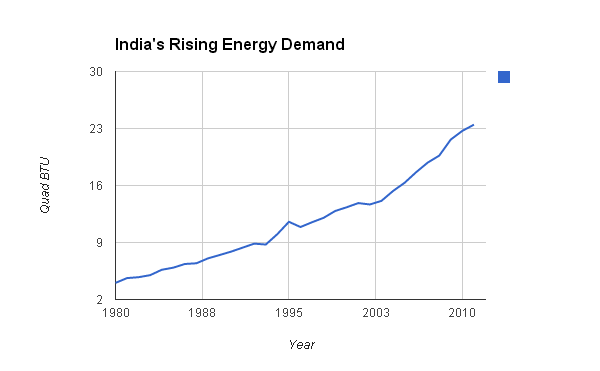 India's Rising Energy Demand
30
23
16
9
2
Quad BTU
1980 1988 1995 2003 2010
Year